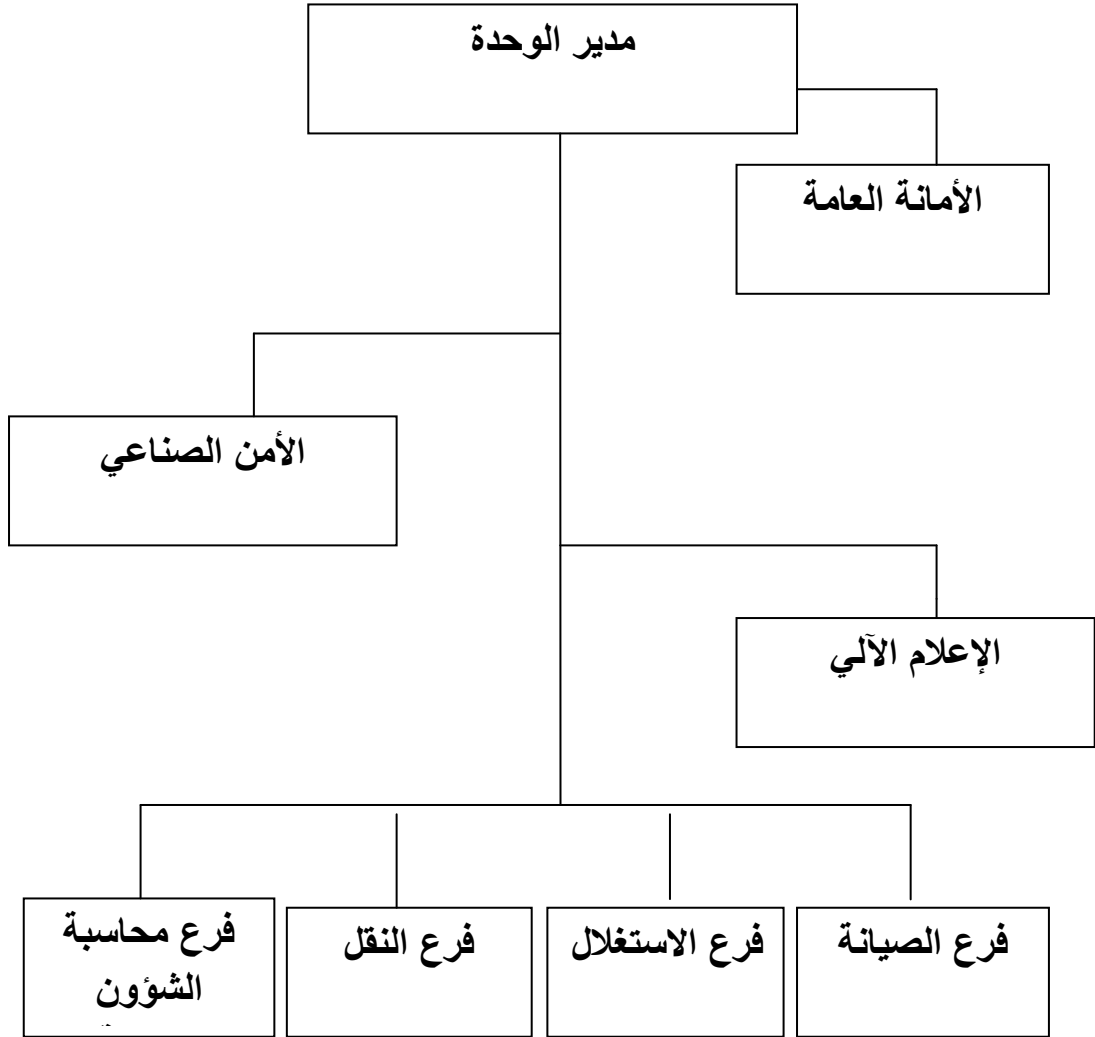 مدير الوحدة
الأمانة العامة
الأمن الصناعي
الإعلام الآلي
فرع الصيانة
فرع الاستغلال
فرع النقل
فرع محاسبة
الشؤون